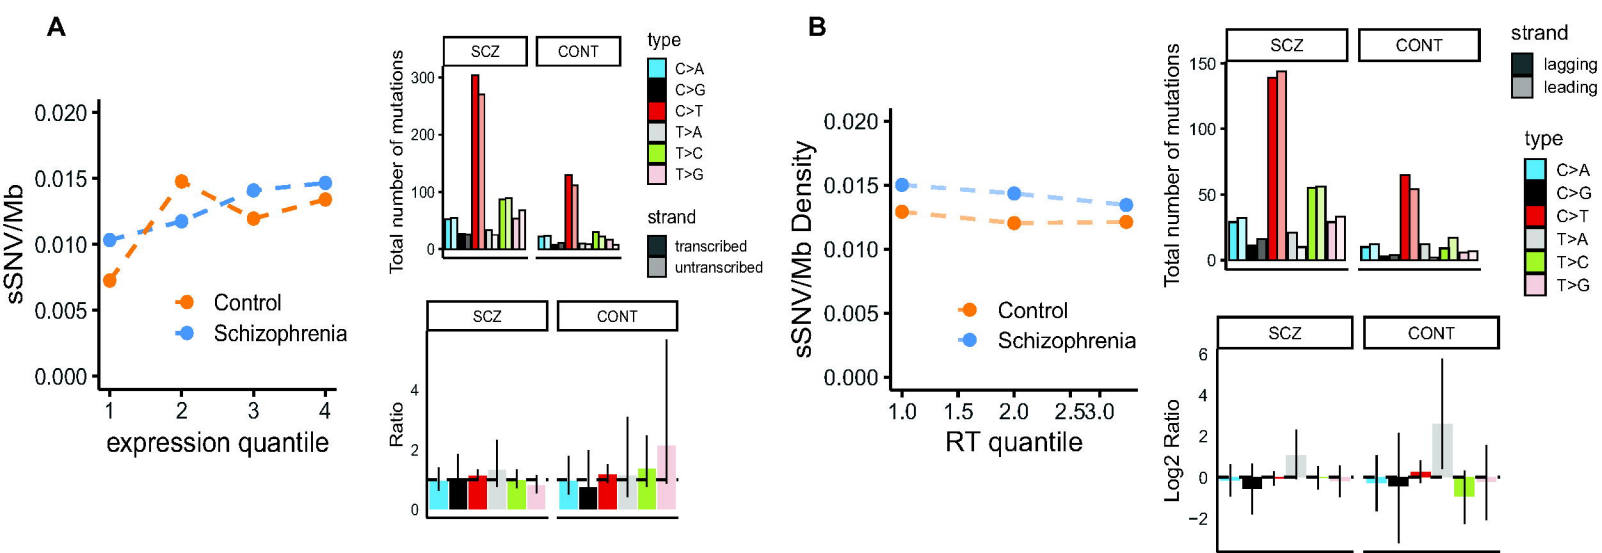 A
sSNV/Mb
0.020
0.015
0.010
0.005
0.000
Control
Schizophrenia
1 2 3 4
expression quantile
Total number of mutations
SCZ CONT
300
200
100
0
type
C>A
C>G
C>T
T>A
T>C
T>G
strand
transcribed
untranscribed
SCZ CONT
Ratio
4
2
0
B
sSNV/Mb Density
0.020
0.015
0.010
0.005
0.000
Control
Schizophrenia
1.0 1.5 2.0 2.53.0
RT quantile
Total number of mutations
SCZ CONT
150
100
50
0
strand
lagging
leading
type
C>A
C>G
C>T
T>A
T>C
T>G
SCZ CONT
Log2 Ratio
6
4
2
0
−2